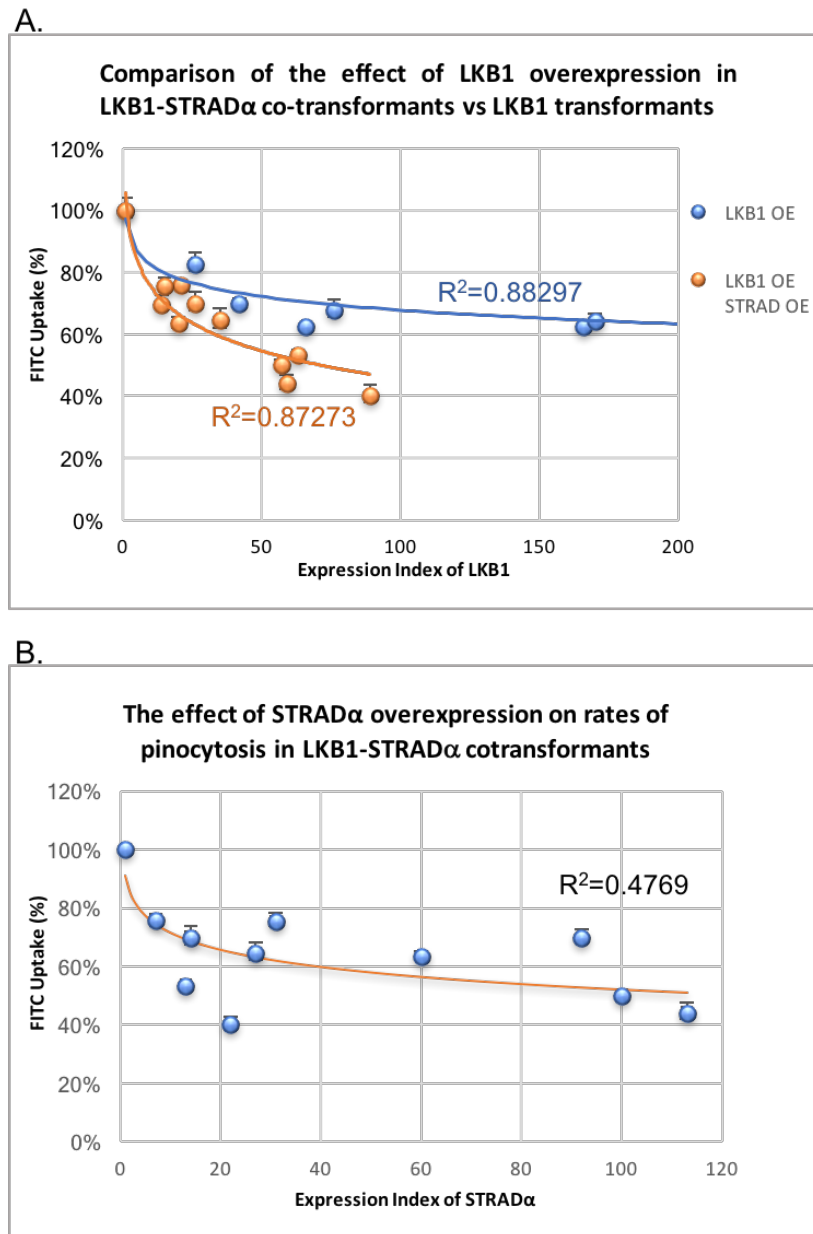 A.
Comparison of the effect of LKB1 overexpression in
LKB1-STRADα co-transformants vs LKB1 transformants
120%
100%
80%
60%
40%
20%
0%
FITC Uptake (%)
0
50
100
150
200
Expression Index of LKB1
R²=0.88297
R²=0.87273
LKB1 OE
LKB1 OE
STRAD OE
B.
The effect of STRADα overexpression on rates of
pinocytosis in LKB1-STRADα cotransformants
120%
100%
80%
60%
40%
20%
0%
FITC Uptake (%)
R²=0.4769
0
20
40
60
80
100
120
Expression Index of STRADα